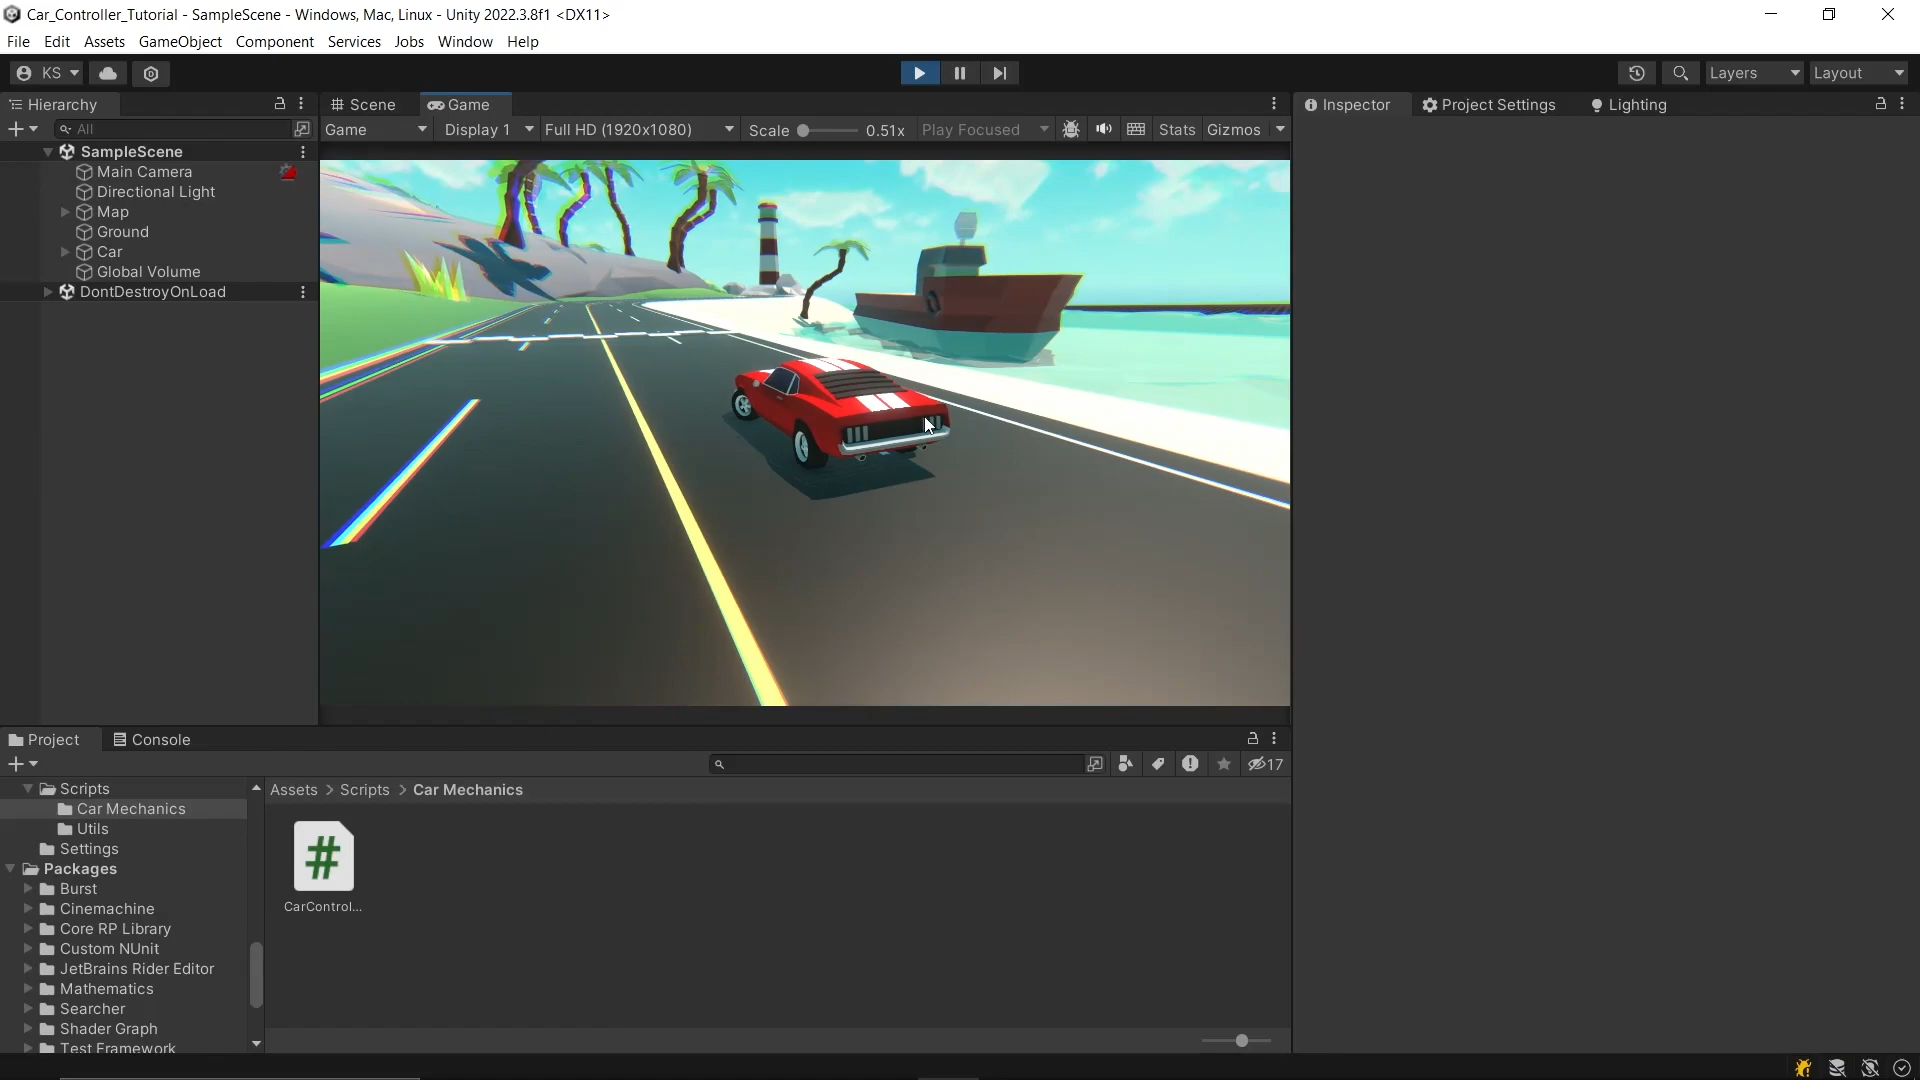 Car_Controller_Tutorial - SampleScene - Windows, Mac, Linux - Unity 2022.3.8f1 <DX11>
File Edit Assets GameObject Component Services Jobs Window Help
KS Layers Layout
Hierarchy Scene Game Inspector Project Settings Lighting
All Game Display 1 Full HD (1920x1080) Scale 0.51x Play Focused Stats Gizmos
SampleScene
Main Camera
Directional Light
Map
Ground
Car
Global Volume
DontDestroyOnLoad
Project Console
17
Scripts
Assets > Scripts > Car Mechanics
Car Mechanics
Utils
Settings
Packages
Burst
CarControl...
Cinemachine
Core RP Library
Custom NUnit
JetBrains Rider Editor
Mathematics
Searcher
Shader Graph
Test Framework